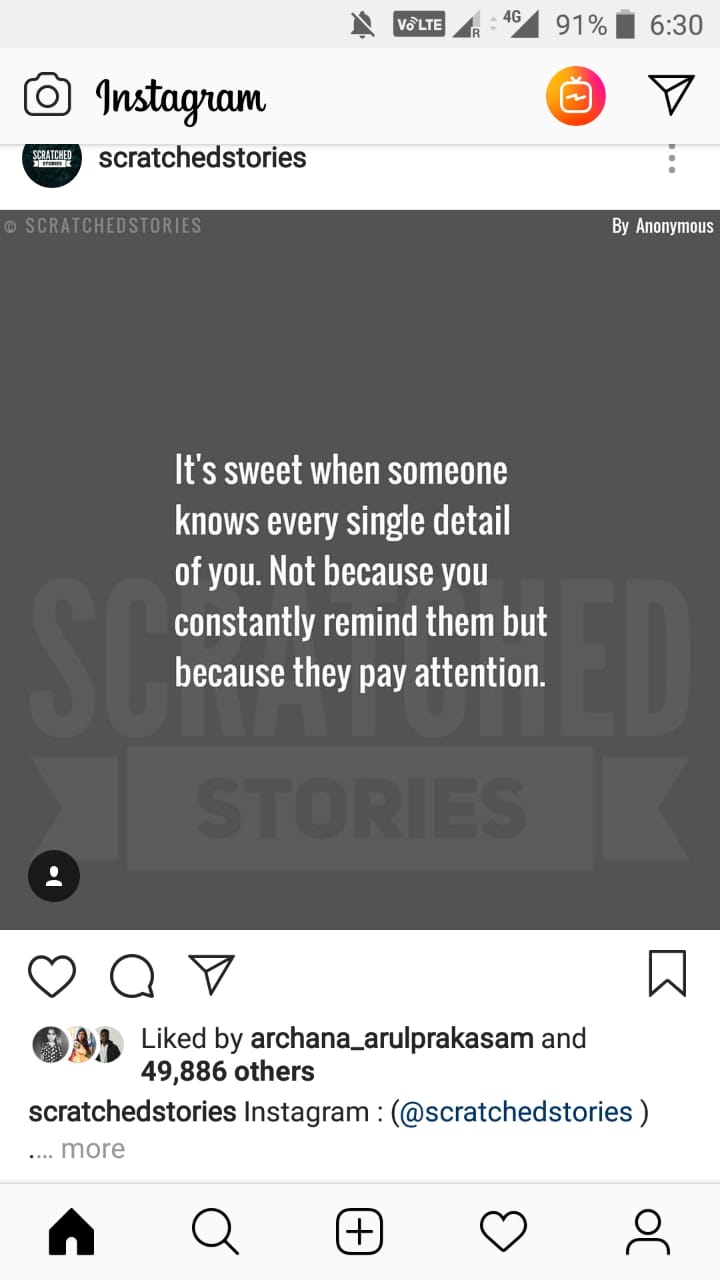 VoLTE R 4G 91% 6:30
Instagram
SCRATCHED
STORIES
scratchedstories
© SCRATCHEDSTORIES
By Anonymous
It's sweet when someone
knows every single detail
of you. Not because you
constantly remind them but
because they pay attention.
SCRATCHED
STORIES
Liked by archana_arulprakasam and
49,886 others
scratchedstories Instagram : (@scratchedstories )
.... more